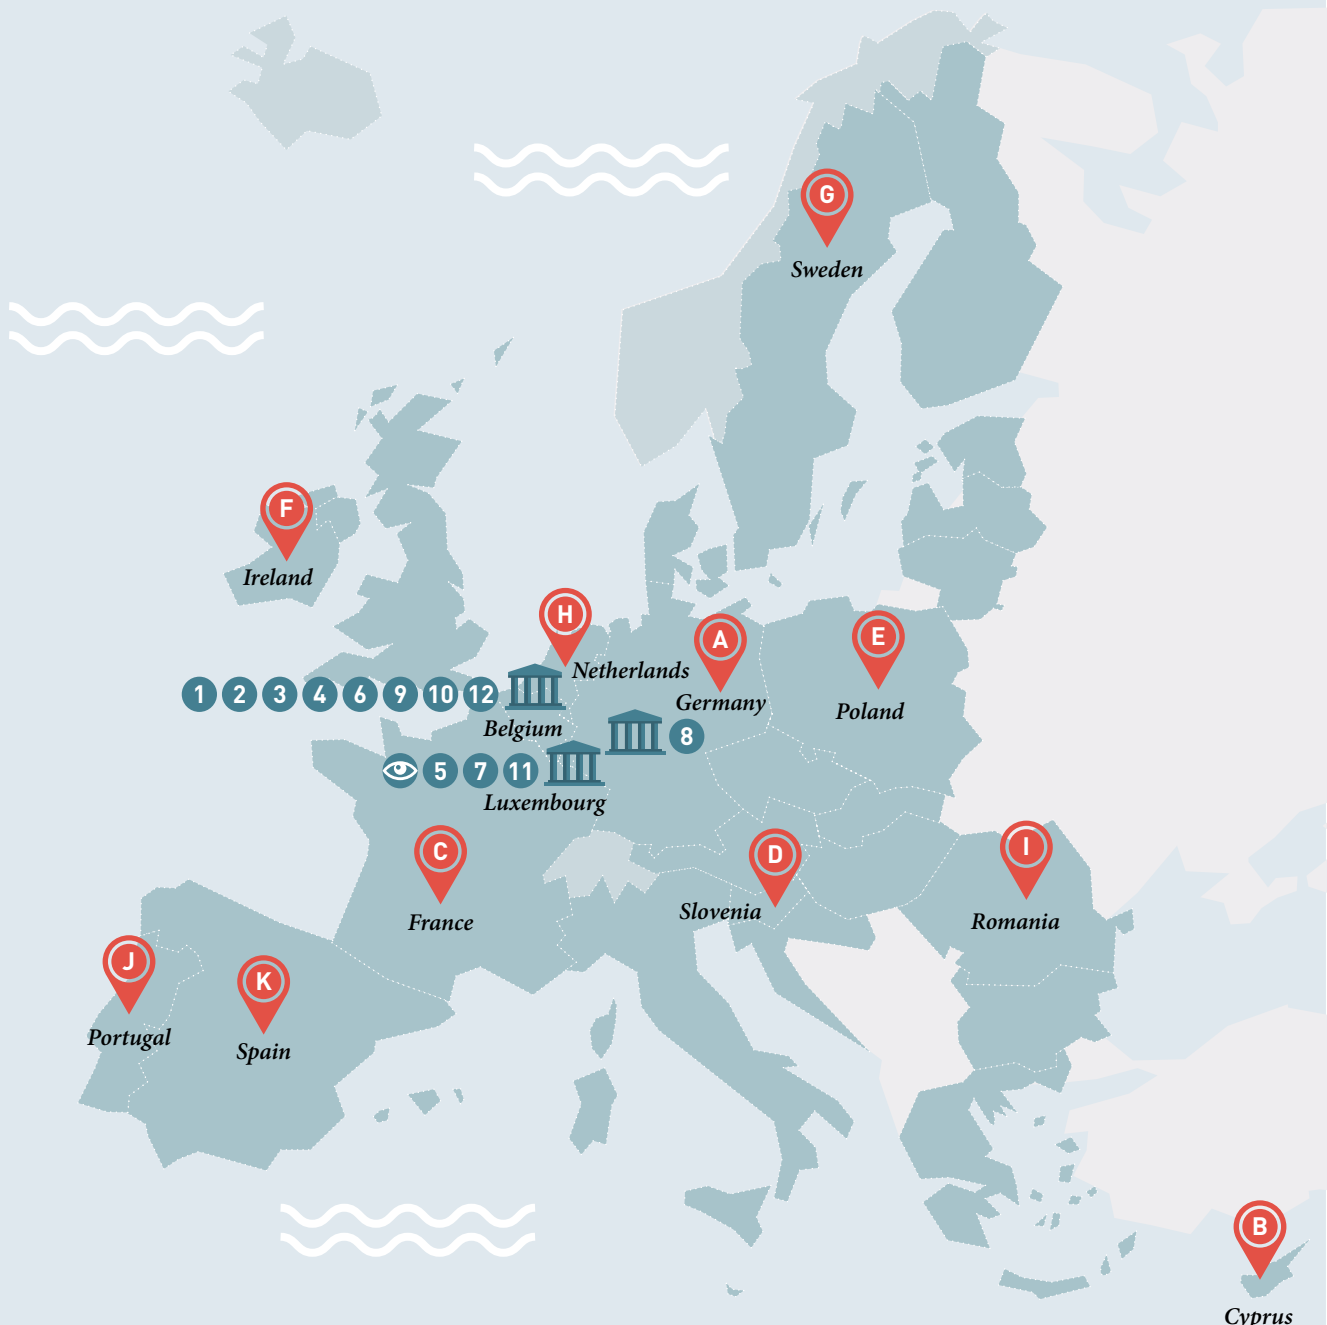 G
Sweden
F
Ireland
H
Netherlands
A
Germany
E
Poland
1 2 3 4 6 9 10 12
Belgium
8
5 7 11
Luxembourg
C
France
D
Slovenia
I
Romania
J
Portugal
K
Spain
B
Cyprus